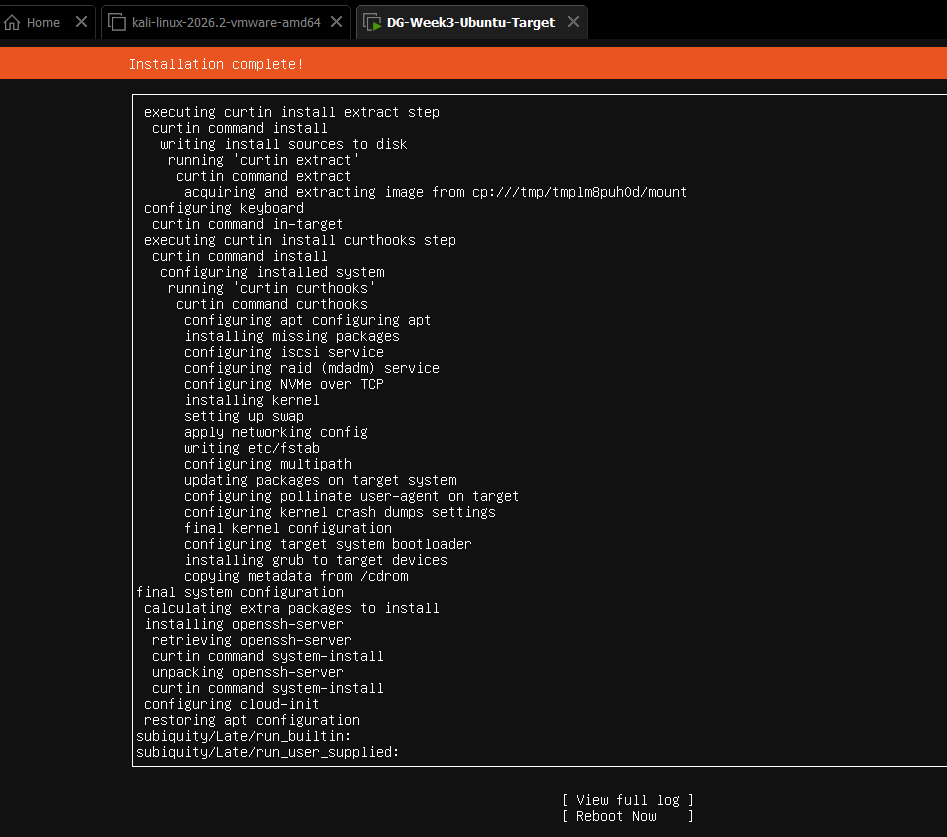 Home kali-linux-2026.2-vmware-amd64 DG-Week3-Ubuntu-Target
Installation complete!
executing curtin install extract step
curtin command install
writing install sources to disk
running 'curtin extract'
curtin command extract
acquiring and extracting image from cp:///tmp/tmplm8puh0d/mount
configuring keyboard
curtin command in-target
executing curtin install curthooks step
curtin command install
configuring installed system
running 'curtin curthooks'
curtin command curthooks
configuring apt configuring apt
installing missing packages
configuring iscsi service
configuring raid (mdadm) service
configuring NVMe over TCP
installing kernel
setting up swap
apply networking config
writing etc/fstab
configuring multipath
updating packages on target system
configuring pollinate user-agent on target
configuring kernel crash dumps settings
final kernel configuration
configuring target system bootloader
installing grub to target devices
copying metadata from /cdrom
final system configuration
calculating extra packages to install
installing openssh-server
retrieving openssh-server
curtin command system-install
unpacking openssh-server
curtin command system-install
configuring cloud-init
restoring apt configuration
subiquity/Late/run_builtin:
subiquity/Late/run_user_supplied:
[ View full log ]
[ Reboot Now ]